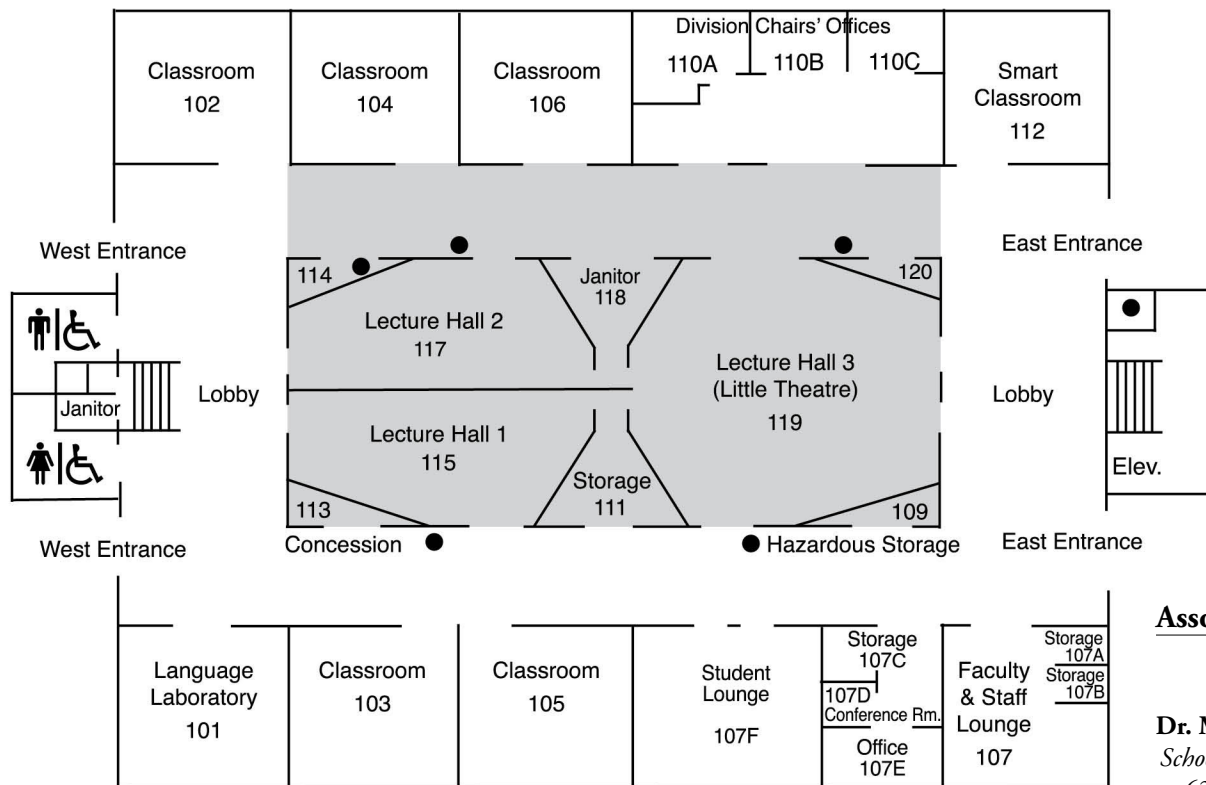 Division Chairs' Offices
110A
110B
110C
Classroom
102
Classroom
104
Classroom
106
Smart
Classroom
112
West Entrance
East Entrance
114
Janitor
118
120
Lecture Hall 2
117
Lecture Hall 3
(Little Theatre)
119
Janitor
Lobby
Lobby
Lecture Hall 1
115
Elev.
Storage
111
113
109
Concession
Hazardous Storage
West Entrance
East Entrance
Language
Laboratory
101
Classroom
103
Classroom
105
Student
Lounge
107F
Storage
107C
107D
Conference Rm.
Office
107E
Faculty
& Staff
Lounge
107
Storage
107A
Storage
107B
Asso
Dr. M
Scho